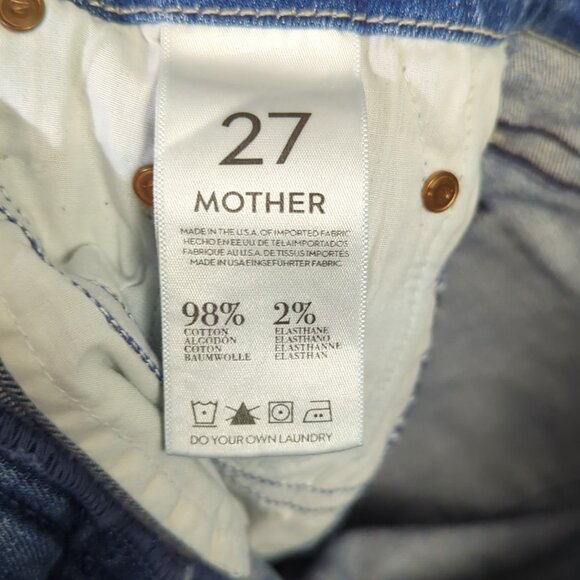 27
MOTHER
MADE IN THE U.S.A. OF IMPORTED FABRIC
HECHO EN EE.UU. DE TELA IMPORTADOS
FABRIQUE AU U.S.A. DE TISSUS IMPORTES
MADE IN USA EINGEFÜHRTER FABRIC
98% 2%
COTTON ELASTHANE
ALGODON ELASTHANO
COTON ELASTHANNE
BAUMWOLLE ELASTHAN
DO YOUR OWN LAUNDRY